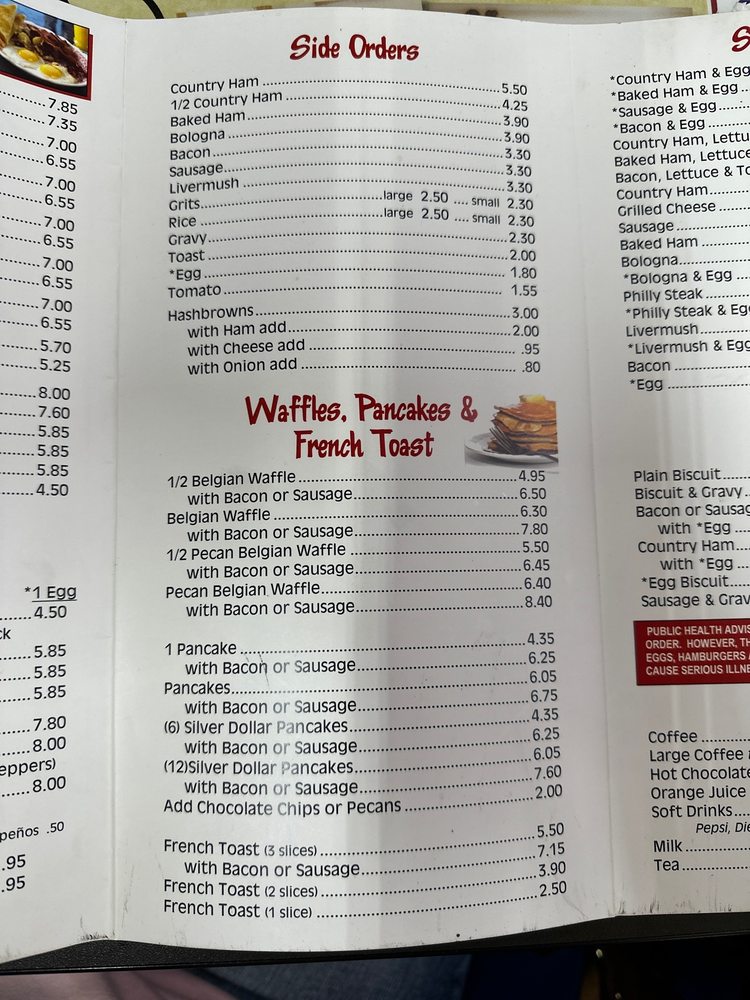 7.85
7.35
7.00
6.55
7.00
6.55
7.00
6.55
7.00
6.55
7.00
6.55
5.70
5.25
8.00
7.60
5.85
5.85
5.85
4.50
*1 Egg
4.50
5.85
5.85
5.85
7.80
8.00
8.00
.50
.95
.95
Side Orders
Country Ham 5.50
1/2 Country Ham 4.25
Baked Ham 3.90
Bologna 3.90
Bacon 3.30
Sausage 3.30
Livermush 3.30
Grits large 2.50 .... small 2.30
Rice large 2.50 .... small 2.30
Gravy 2.30
Toast 2.00
*Egg 1.80
Tomato 1.55
Hashbrowns 3.00
with Ham add 2.00
with Cheese add .95
with Onion add .80
Waffles, Pancakes &
French Toast
1/2 Belgian Waffle 4.95
with Bacon or Sausage 6.50
Belgian Waffle 6.30
with Bacon or Sausage 7.80
1/2 Pecan Belgian Waffle 5.50
with Bacon or Sausage 6.45
Pecan Belgian Waffle 6.40
with Bacon or Sausage 8.40
1 Pancake 4.35
with Bacon or Sausage 6.25
Pancakes 6.05
with Bacon or Sausage 6.75
(6) Silver Dollar Pancakes 4.35
with Bacon or Sausage 6.25
(12)Silver Dollar Pancakes 6.05
with Bacon or Sausage 7.60
Add Chocolate Chips or Pecans 2.00
French Toast (3 slices) 5.50
with Bacon or Sausage 7.15
French Toast (2 slices) 3.90
French Toast (1 slice) 2.50
*Country Ham & Egg
*Baked Ham & Egg
*Sausage & Egg
*Bacon & Egg
Country Ham,
Baked Ham, Lettuce
Bacon, Lettuce &
Country Ham
Grilled Cheese
Sausage
Baked Ham
Bologna
*Bologna & Egg
Philly Steak
*Philly Steak &
Livermush
*Livermush & Egg
Bacon
*Egg
Plain Biscuit
Biscuit & Gravy
Bacon or
with *Egg
Country Ham
with *Egg
*Egg Biscuit
Sausage &
PUBLIC HEALTH
ORDER. HOWEVER,
EGGS, HAMBURGERS
CAUSE SERIOUS
Coffee
Large Coffee
Hot Chocolate
Orange Juice
Soft Drinks
Pepsi,
Milk
Tea